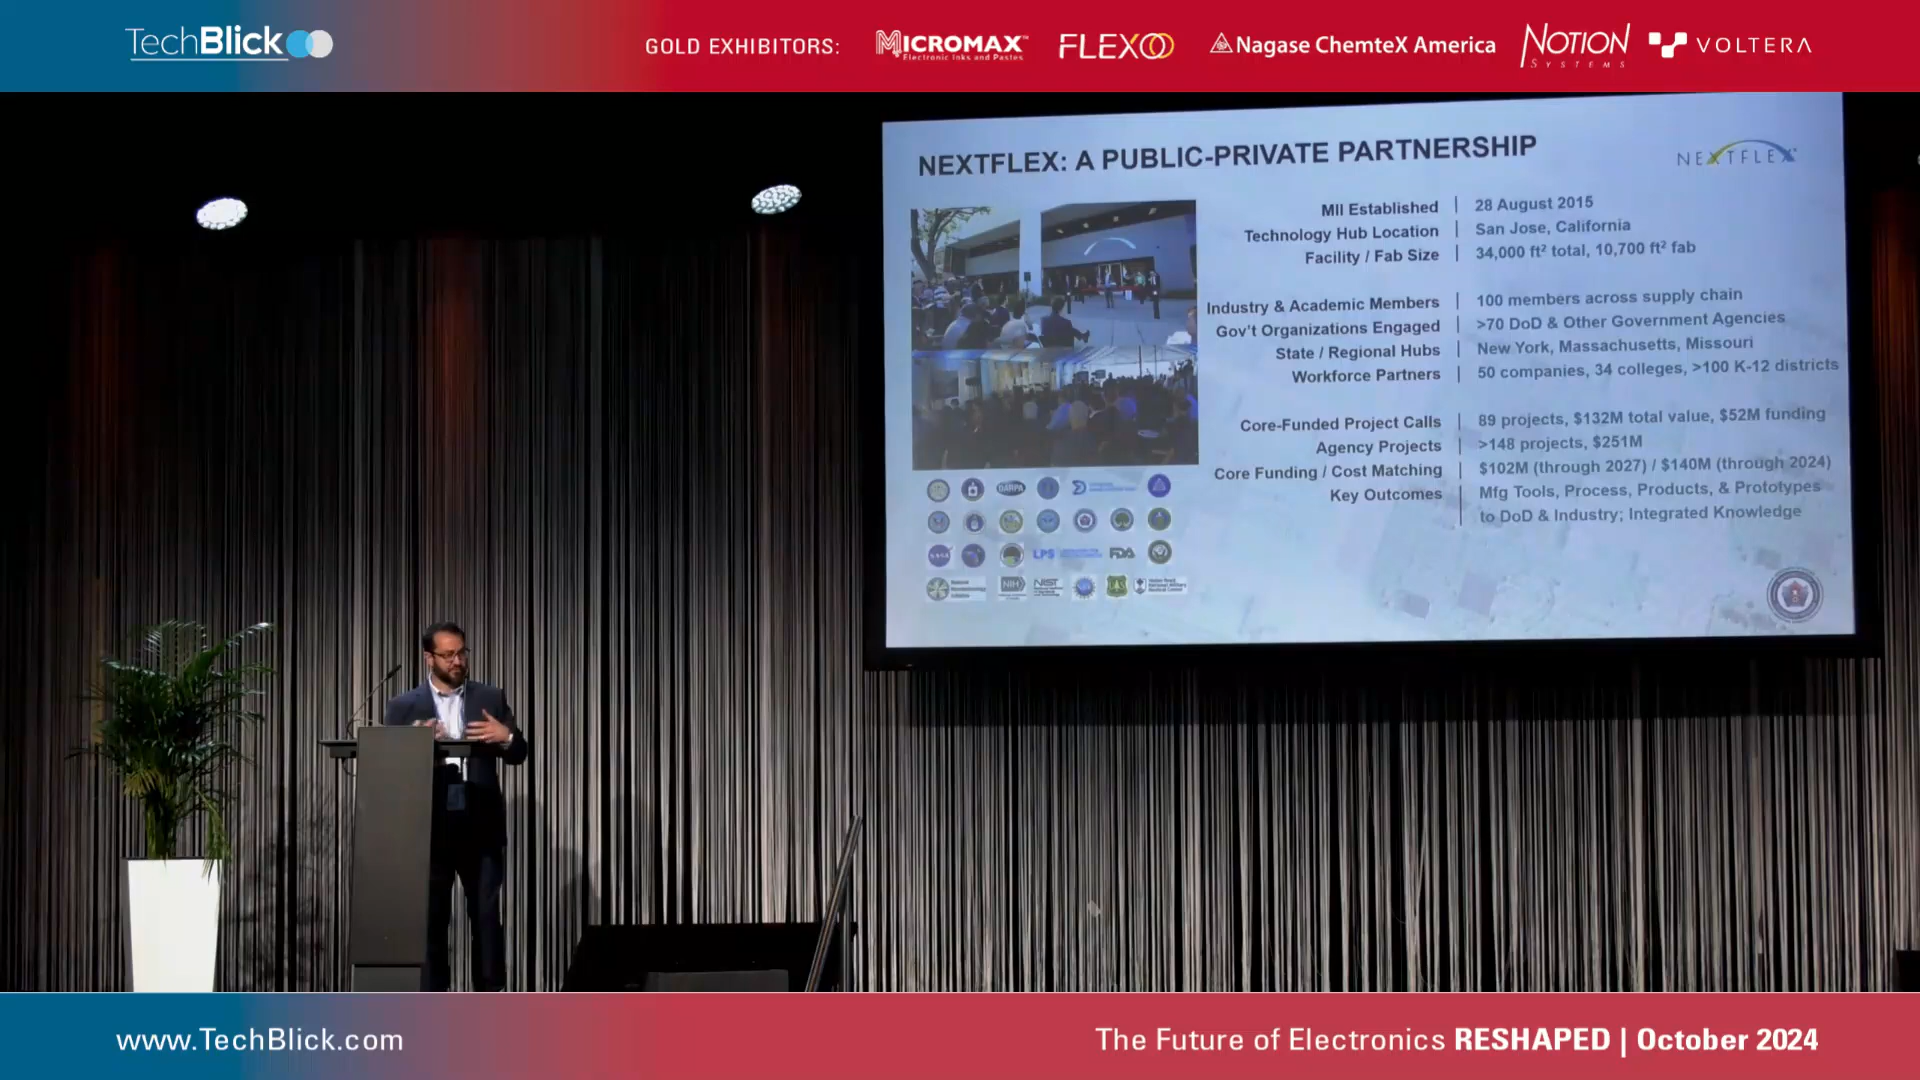 TechBlick
GOLD EXHIBITORS:
MICROMAX™
Electronic Inks and Pastes
FLEXOO
Nagase ChemteX America
NOTION
SYSTEMS
VOLTERA
NEXTFLEX: A PUBLIC-PRIVATE PARTNERSHIP
NEXTFLEX
MII Established | 28 August 2015
Technology Hub Location | San Jose, California
Facility / Fab Size | 34,000 ft² total, 10,700 ft² fab
Industry & Academic Members | 100 members across supply chain
Gov't Organizations Engaged | >70 DoD & Other Government Agencies
State / Regional Hubs | New York, Massachusetts, Missouri
Workforce Partners | 50 companies, 34 colleges, >100 K-12 districts
Core-Funded Project Calls | 89 projects, $132M total value, $52M funding
Agency Projects | >148 projects, $251M
Core Funding / Cost Matching | $102M (through 2027) / $140M (through 2024)
Key Outcomes | Mfg Tools, Process, Products, & Prototypes
to DoD & Industry; Integrated Knowledge
DARPA
NASA
LPS
FDA
NIH
NIST
www.TechBlick.com
The Future of Electronics RESHAPED | October 2024